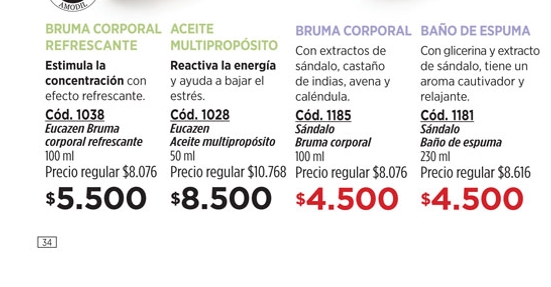 AMODIL
BRUMA CORPORAL
REFRESCANTE
Estimula la
concentración con
efecto refrescante.
Cód. 1038
Eucazen Bruma
corporal refrescante
100 ml
Precio regular $8.076
$5.500
ACEITE
MULTIPROPÓSITO
Reactiva la energía
y ayuda a bajar el
estrés.
Cód. 1028
Eucazen
Aceite multipropósito
50 ml
Precio regular $10.768
$8.500
BRUMA CORPORAL
Con extractos de
sándalo, castaño
de indias, avena y
caléndula.
Cód. 1185
Sándalo
Bruma corporal
100 ml
Precio regular $8.076
$4.500
BAÑO DE ESPUMA
Con glicerina y extracto
de sándalo, tiene un
aroma cautivador y
relajante.
Cód. 1181
Sándalo
Baño de espuma
230 ml
Precio regular $8.616
$4.500
34